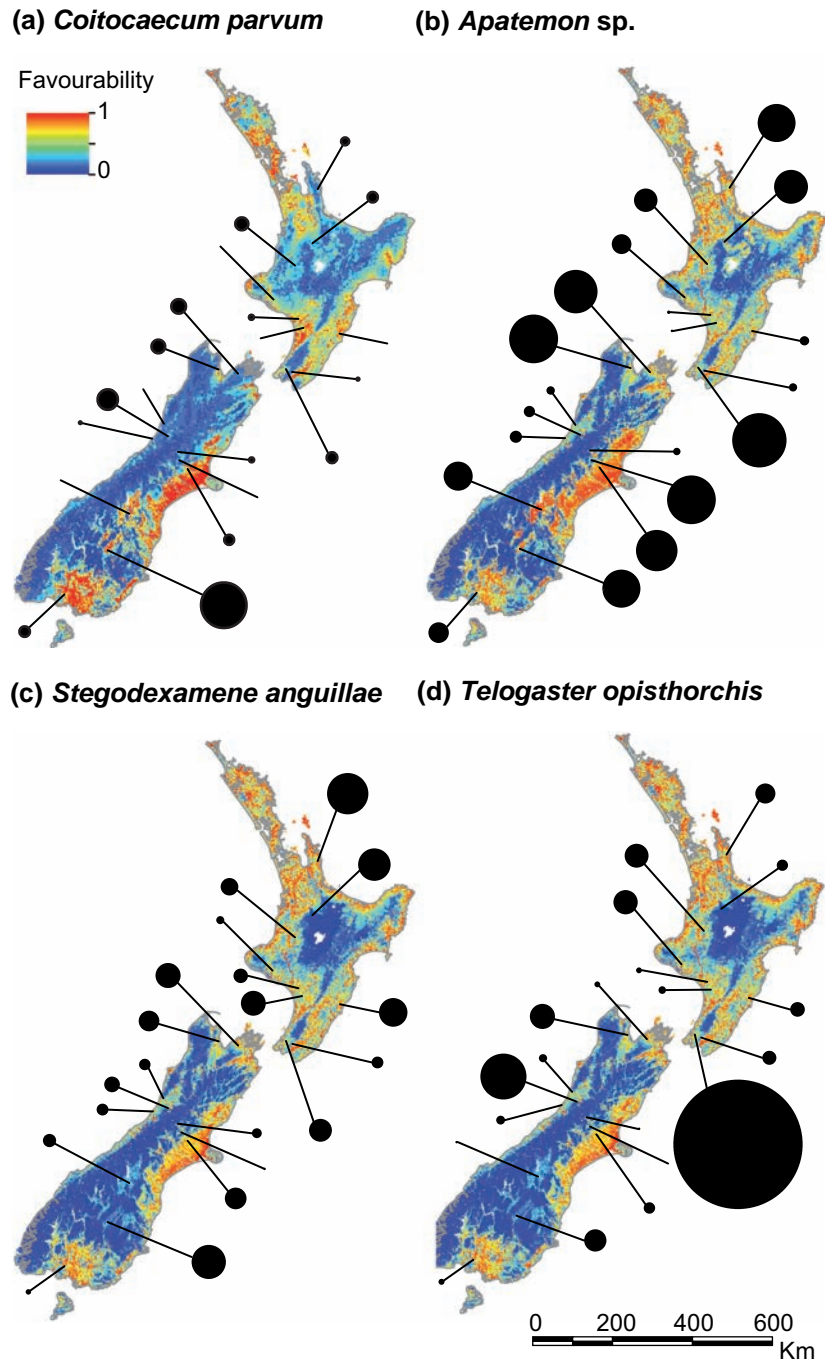 (a) Coitocaecum parvum
(b) Apatemon sp.
Favourability
1
0
(c) Stegodexamene anguillae
(d) Telogaster opisthorchis
0 200 400 600
Km